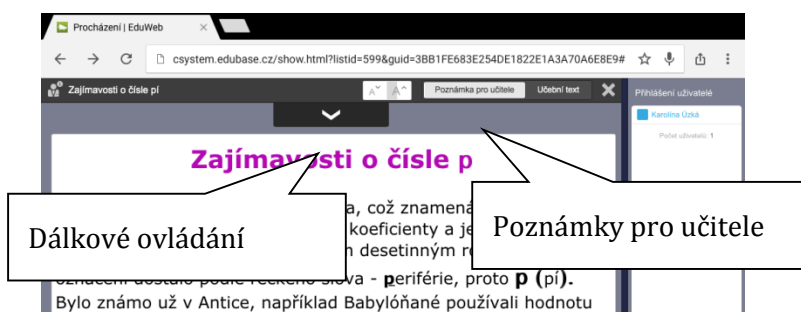 Procházení | EduWeb
csystem.edubase.cz/show.html?listid=599&guid=3BB1FE683E254DE1822E1A3A70A6E8E9#
Zajímavosti o čísle pí
A A Poznámka pro učitele Učební text
Přihlášení uživatelé
Karolína Úzká
Počet uživatelů: 1
Zajímavosti o čísle p
a, což znamená
koeficienty a je
desetinným
Dálkové ovládání
Poznámky pro učitele
periférie, proto p (pí).
Bylo známo už v Antice, například Babylóňané používali hodnotu